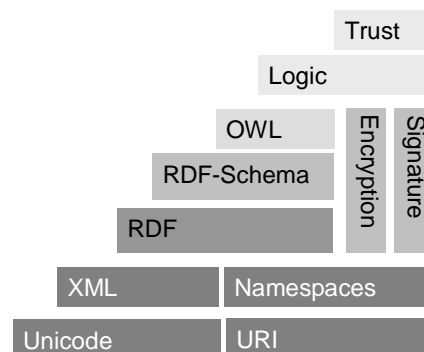 Trust
Logic
OWL
Encryption
Signature
RDF-Schema
RDF
XML
Namespaces
Unicode
URI